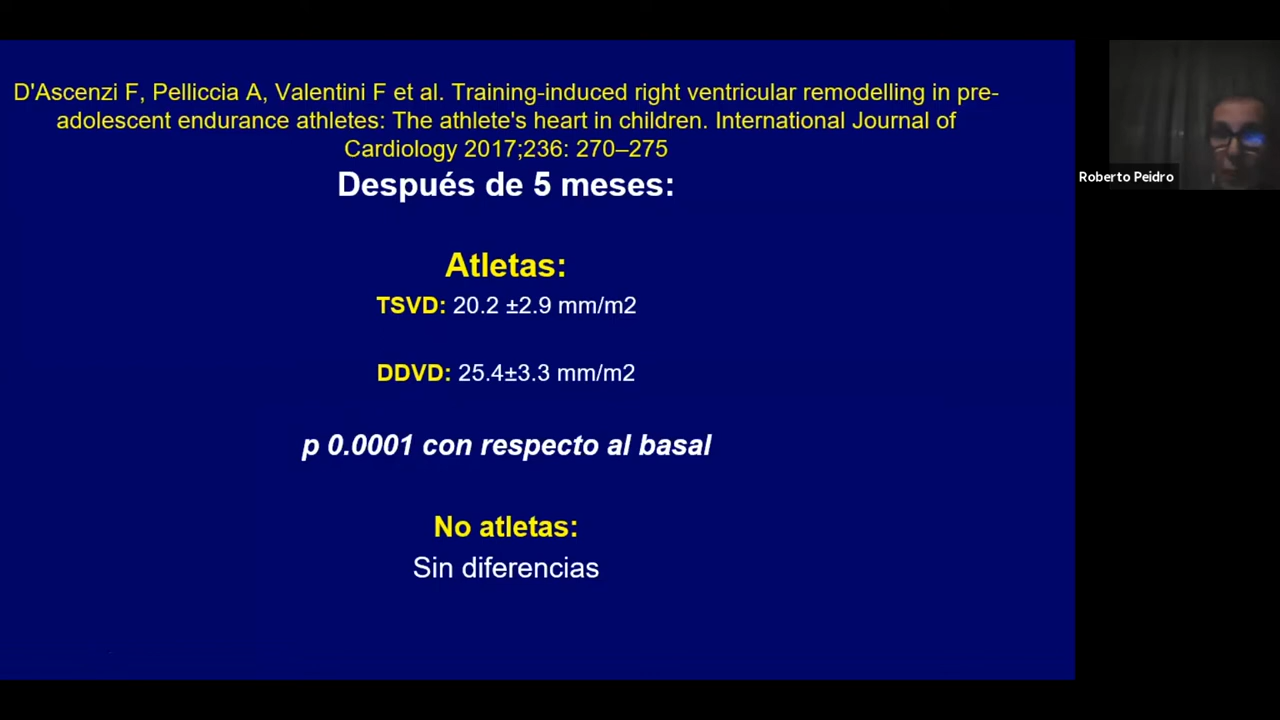 D'Ascenzi F, Pelliccia A, Valentini F et al. Training-induced right ventricular remodelling in pre-
adolescent endurance athletes: The athlete's heart in children. International Journal of
Cardiology 2017;236: 270–275
Después de 5 meses:
Atletas:
TSVD: 20.2 ±2.9 mm/m2
DDVD: 25.4±3.3 mm/m2
p 0.0001 con respecto al basal
No atletas:
Sin diferencias
Roberto Peidro